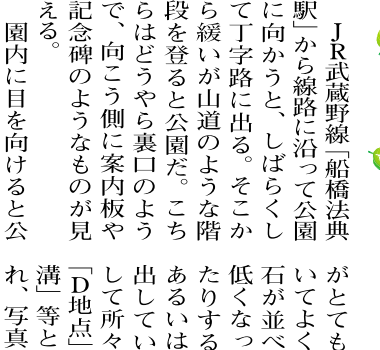 ＪＲ武蔵野線「船橋法典
駅」から線路に沿って公園
に向かうと、しばらくし
て丁字路に出る。そこか
ら緩いが山道のような階
段を登ると公園だ。こち
らはどうやら裏口のよう
で、向こう側に案内板や
記念碑のようなものが見
える。
　園内に目を向けると公
がとても
いてよく
石が並べ
低くなっ
たりする
あるいは
出してい
して所々
「Ｄ地点」
溝」等と
れ、写真